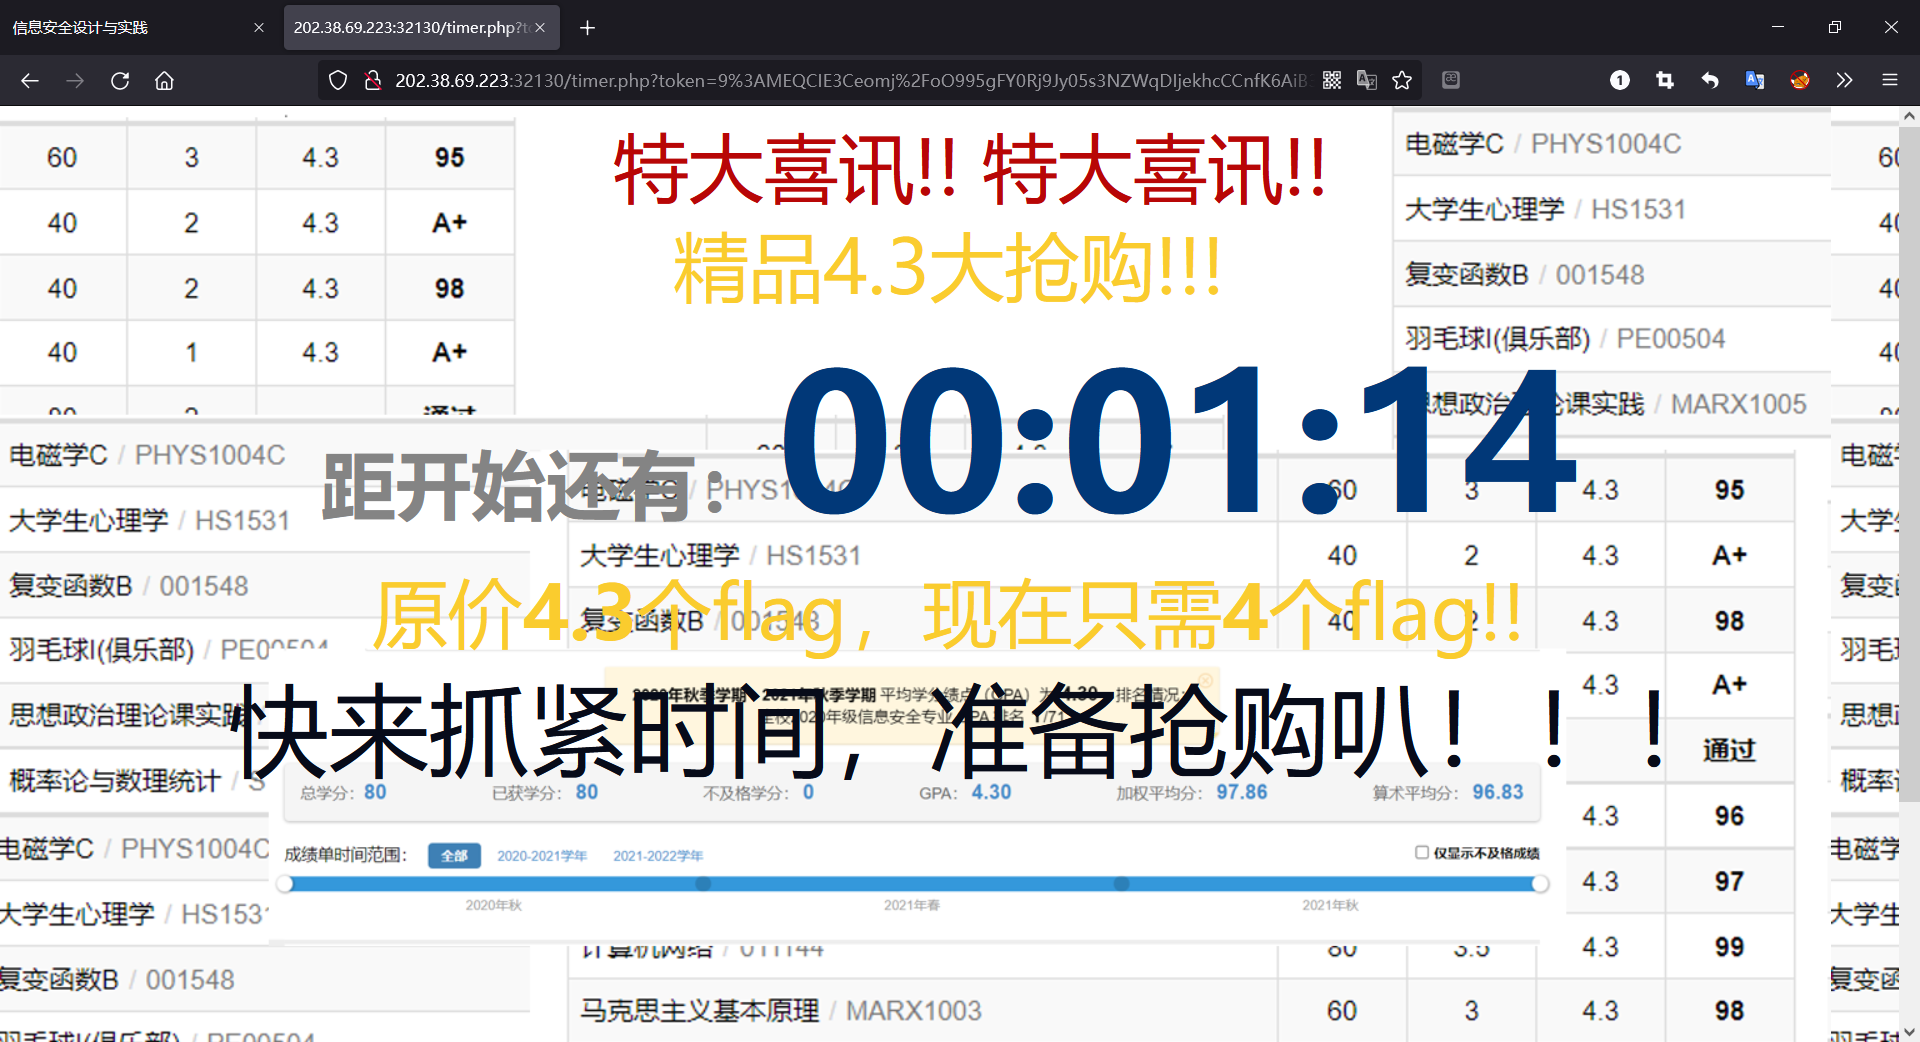 信息安全设计与实践
202.38.69.223:32130/timer.php?to
202.38.69.223:32130/timer.php?token=9%3AMEQCIE3Ceomj%2FoO995gFY0Rj9Jy05s3NZWqDIjekhcCCnfK6AiB
特大喜讯!! 特大喜讯!!
精品4.3大抢购!!!
距开始还有：00:01:14
原价4.3个flag，现在只需4个flag!!
快来抓紧时间，准备抢购叭！！！
60 3 4.3 95
40 2 4.3 A+
40 2 4.3 98
40 1 4.3 A+
通过
电磁学C / PHYS1004C
大学生心理学 / HS1531
复变函数B / 001548
羽毛球I(俱乐部) / PE00504
思想政治理论课实践 / MARX1005
60
40
40
40
电磁学C / PHYS1004C
大学生心理学 / HS1531
复变函数B / 001548
羽毛球I(俱乐部) / PE00504
思想政治理论课实践
概率论与数理统计 / S
电磁学C / PHYS1004C
大学生心理学 / HS1531
复变函数B / 001548
羽毛球I(俱乐部) / PE00504
电磁学C / PHYS1004C 60 3 4.3 95
大学生心理学 / HS1531 40 2 4.3 A+
复变函数B / 001548 40 2 4.3 98
4.3 A+
通过
4.3 96
4.3 97
计算机网络 / 011144 80 3.5 4.3 99
马克思主义基本原理 / MARX1003 60 3 4.3 98
2020年秋季学期 2021年秋季学期 平均学分绩点（GPA）为 4.30 排名情况：
全校2020年级信息安全专业 GPA 排名 1/71
总学分：80 已获学分：80 不及格学分：0 GPA：4.30 加权平均分：97.86 算术平均分：96.83
成绩单时间范围： 全部 2020-2021学年 2021-2022学年 仅显示不及格成绩
2020年秋 2021年春 2021年秋
电磁学
大学生
复变函
羽毛球
思想政
概率论
电磁学
大学生
复变函